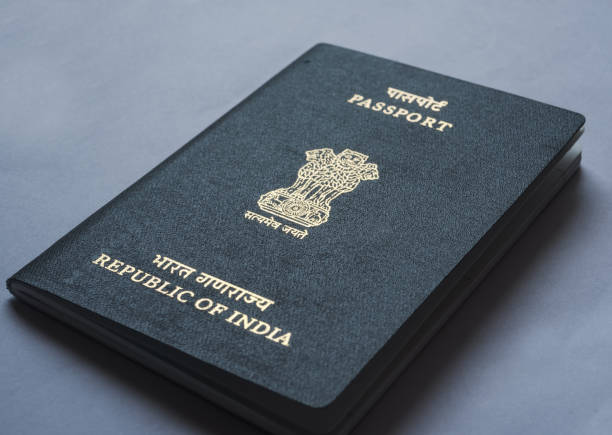 पासपोर्ट
PASSPORT
सत्यमेव जयते
भारत गणराज्य
REPUBLIC OF INDIA